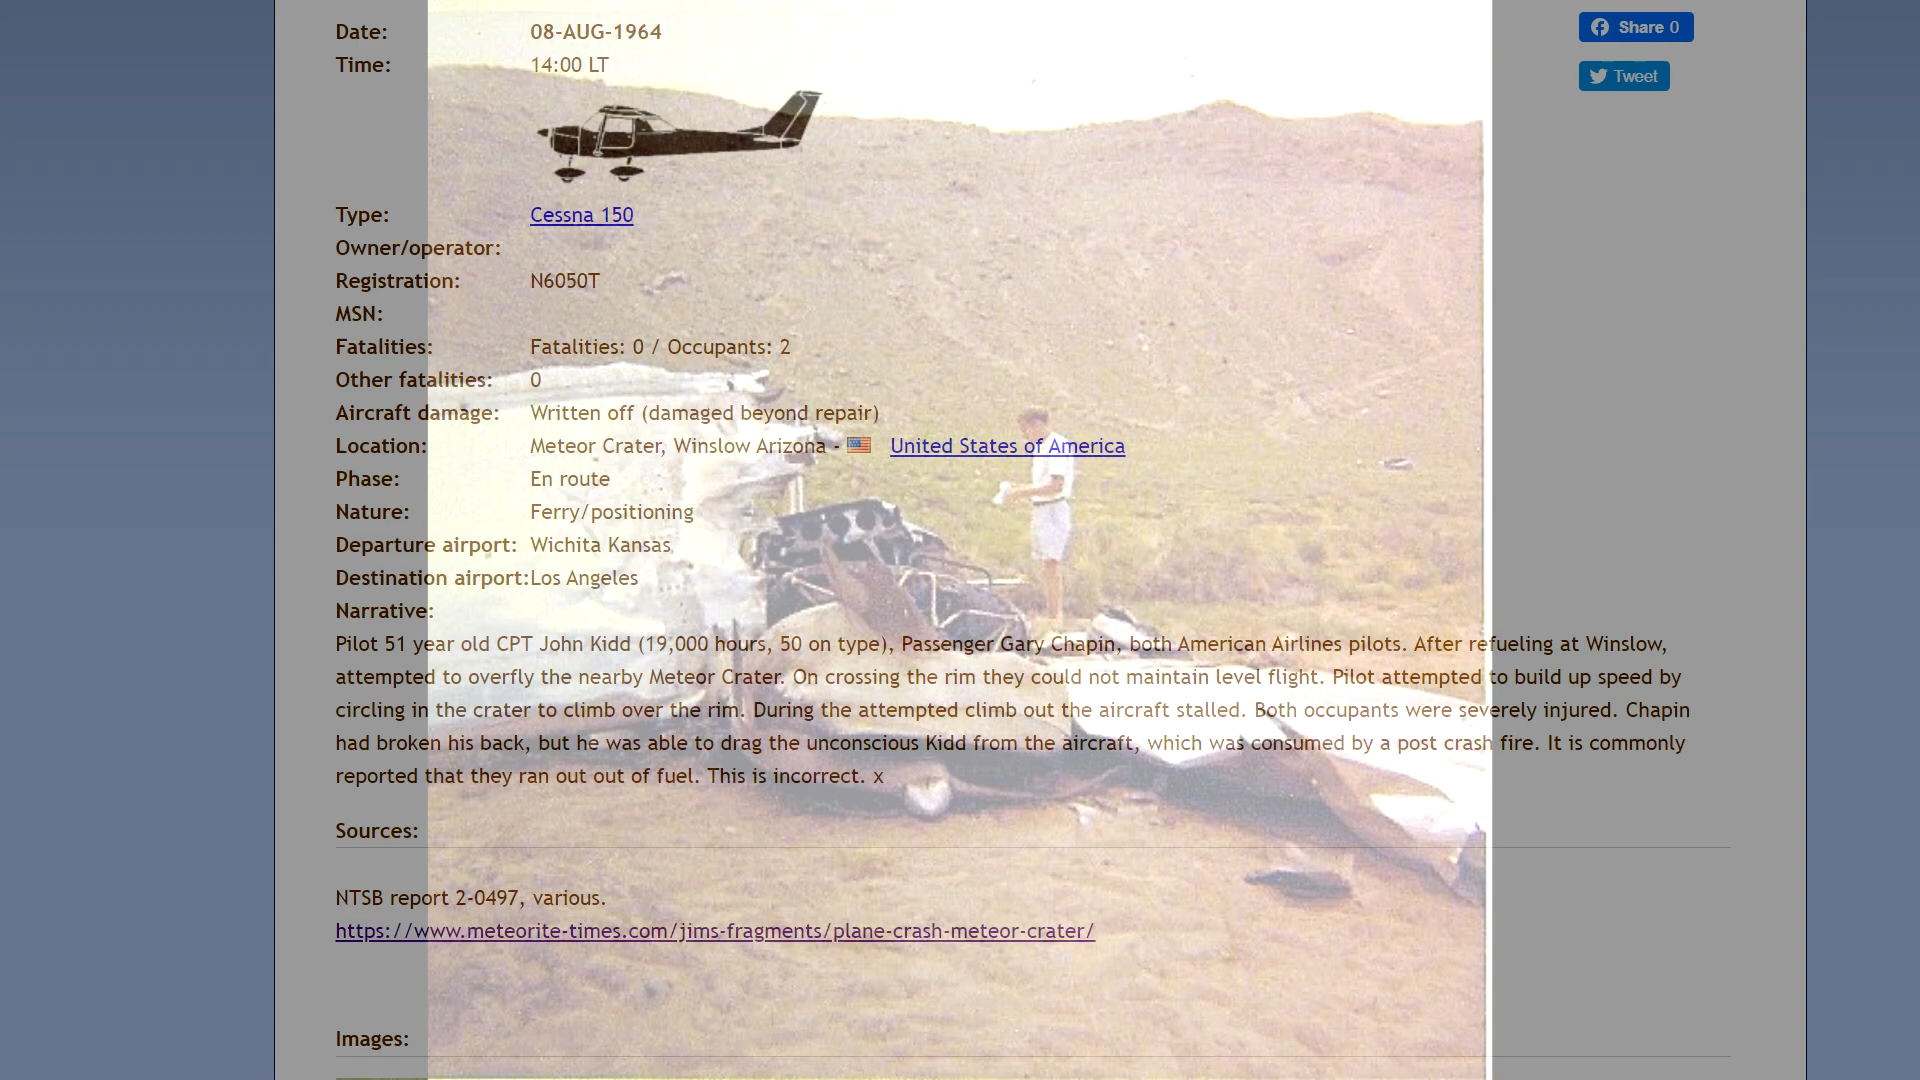 Date: 08-AUG-1964
Time: 14:00 LT
Share 0
Tweet
Type: Cessna 150
Owner/operator:
Registration: N6050T
MSN:
Fatalities: Fatalities: 0 / Occupants: 2
Other fatalities: 0
Aircraft damage: Written off (damaged beyond repair)
Location: Meteor Crater, Winslow Arizona - United States of America
Phase: En route
Nature: Ferry/positioning
Departure airport: Wichita Kansas
Destination airport: Los Angeles
Narrative:
Pilot 51 year old CPT John Kidd (19,000 hours, 50 on type), Passenger Gary Chapin, both American Airlines pilots. After refueling at Winslow,
attempted to overfly the nearby Meteor Crater. On crossing the rim they could not maintain level flight. Pilot attempted to build up speed by
circling in the crater to climb over the rim. During the attempted climb out the aircraft stalled. Both occupants were severely injured. Chapin
had broken his back, but he was able to drag the unconscious Kidd from the aircraft, which was consumed by a post crash fire. It is commonly
reported that they ran out out of fuel. This is incorrect. x
Sources:
NTSB report 2-0497, various.
https://www.meteorite-times.com/jims-fragments/plane-crash-meteor-crater/
Images: